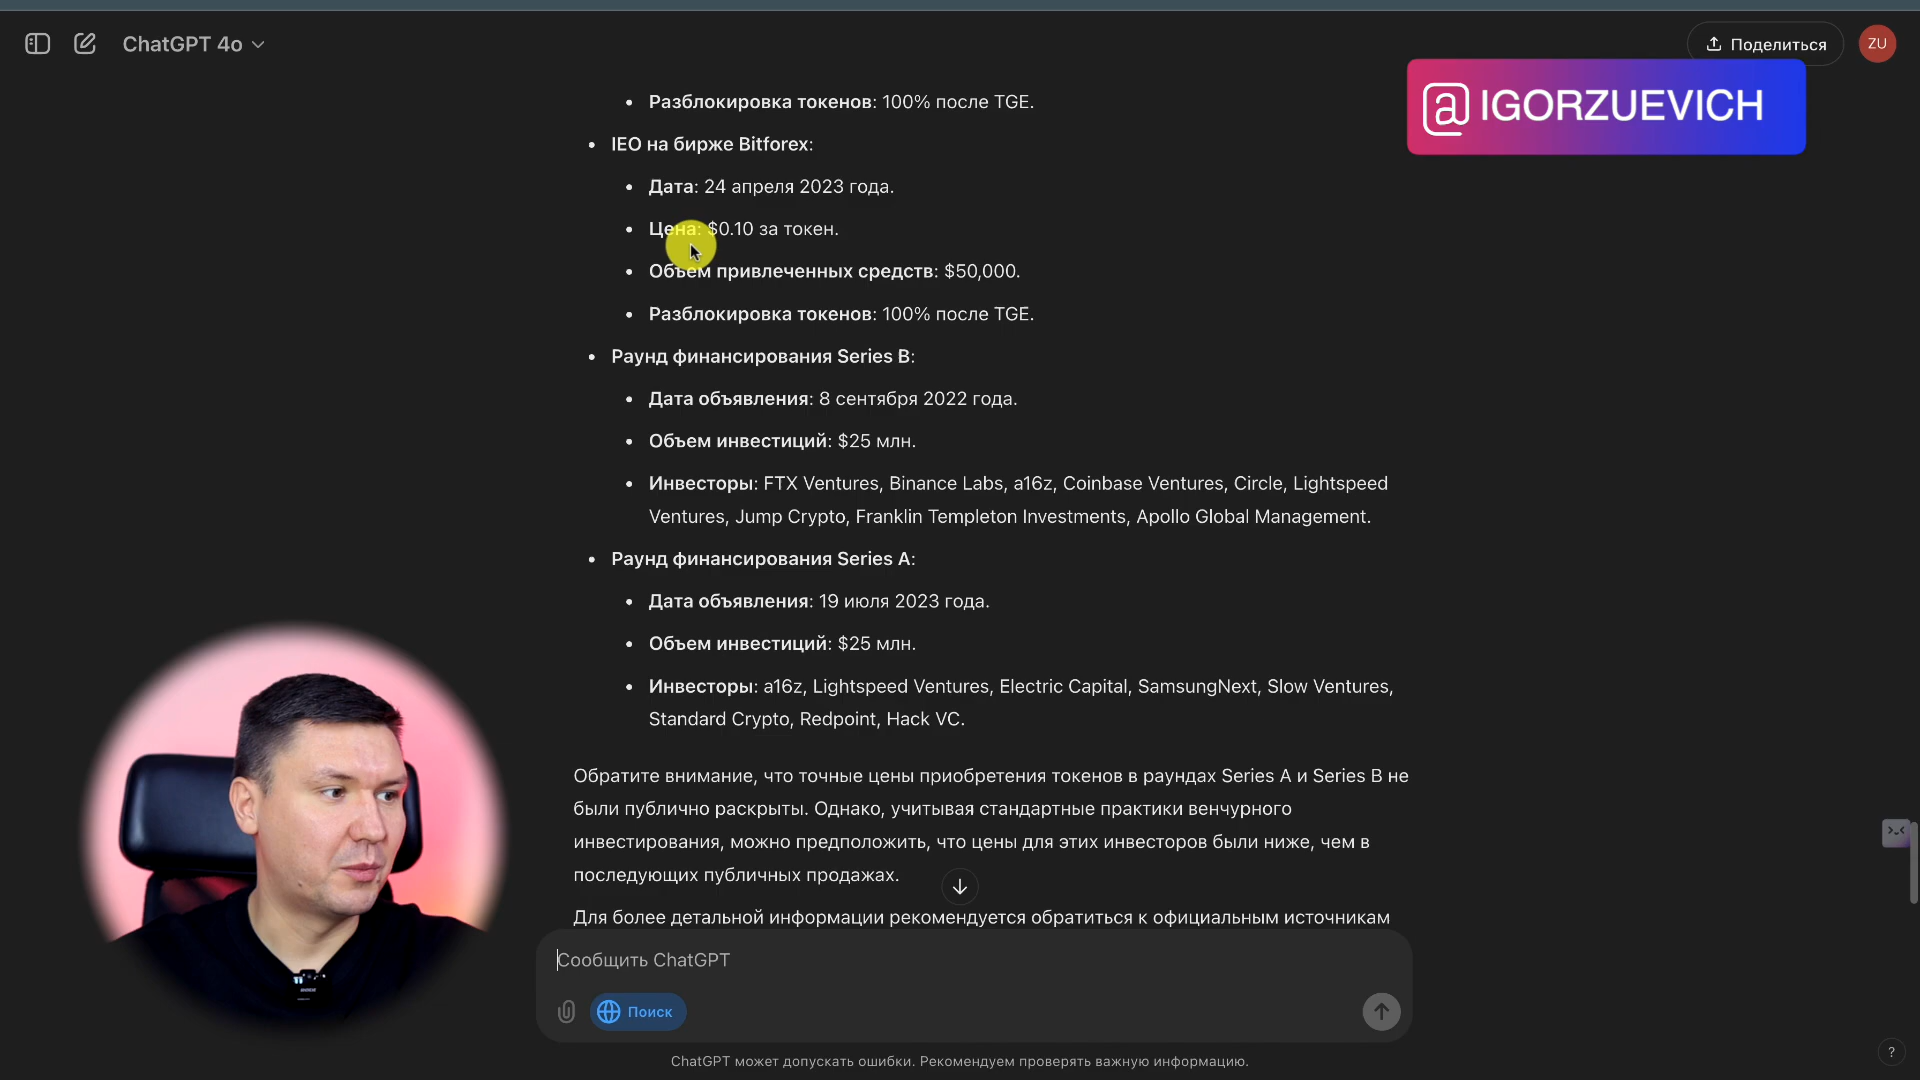 ChatGPT 4o
Поделиться
ZU
@IGORZUEVICH
Разблокировка токенов: 100% после TGE.
IEO на бирже Bitforex:
Дата: 24 апреля 2023 года.
Цена: $0.10 за токен.
Объем привлеченных средств: $50,000.
Разблокировка токенов: 100% после TGE.
Раунд финансирования Series B:
Дата объявления: 8 сентября 2022 года.
Объем инвестиций: $25 млн.
Инвесторы: FTX Ventures, Binance Labs, a16z, Coinbase Ventures, Circle, Lightspeed
Ventures, Jump Crypto, Franklin Templeton Investments, Apollo Global Management.
Раунд финансирования Series A:
Дата объявления: 19 июля 2023 года.
Объем инвестиций: $25 млн.
Инвесторы: a16z, Lightspeed Ventures, Electric Capital, SamsungNext, Slow Ventures,
Standard Crypto, Redpoint, Hack VC.
Обратите внимание, что точные цены приобретения токенов в раундах Series A и Series B не
были публично раскрыты. Однако, учитывая стандартные практики венчурного
инвестирования, можно предположить, что цены для этих инвесторов были ниже, чем в
последующих публичных продажах.
Для более детальной информации рекомендуется обратиться к официальным источникам
Сообщить ChatGPT
Поиск
ChatGPT может допускать ошибки. Рекомендуем проверять важную информацию.
?